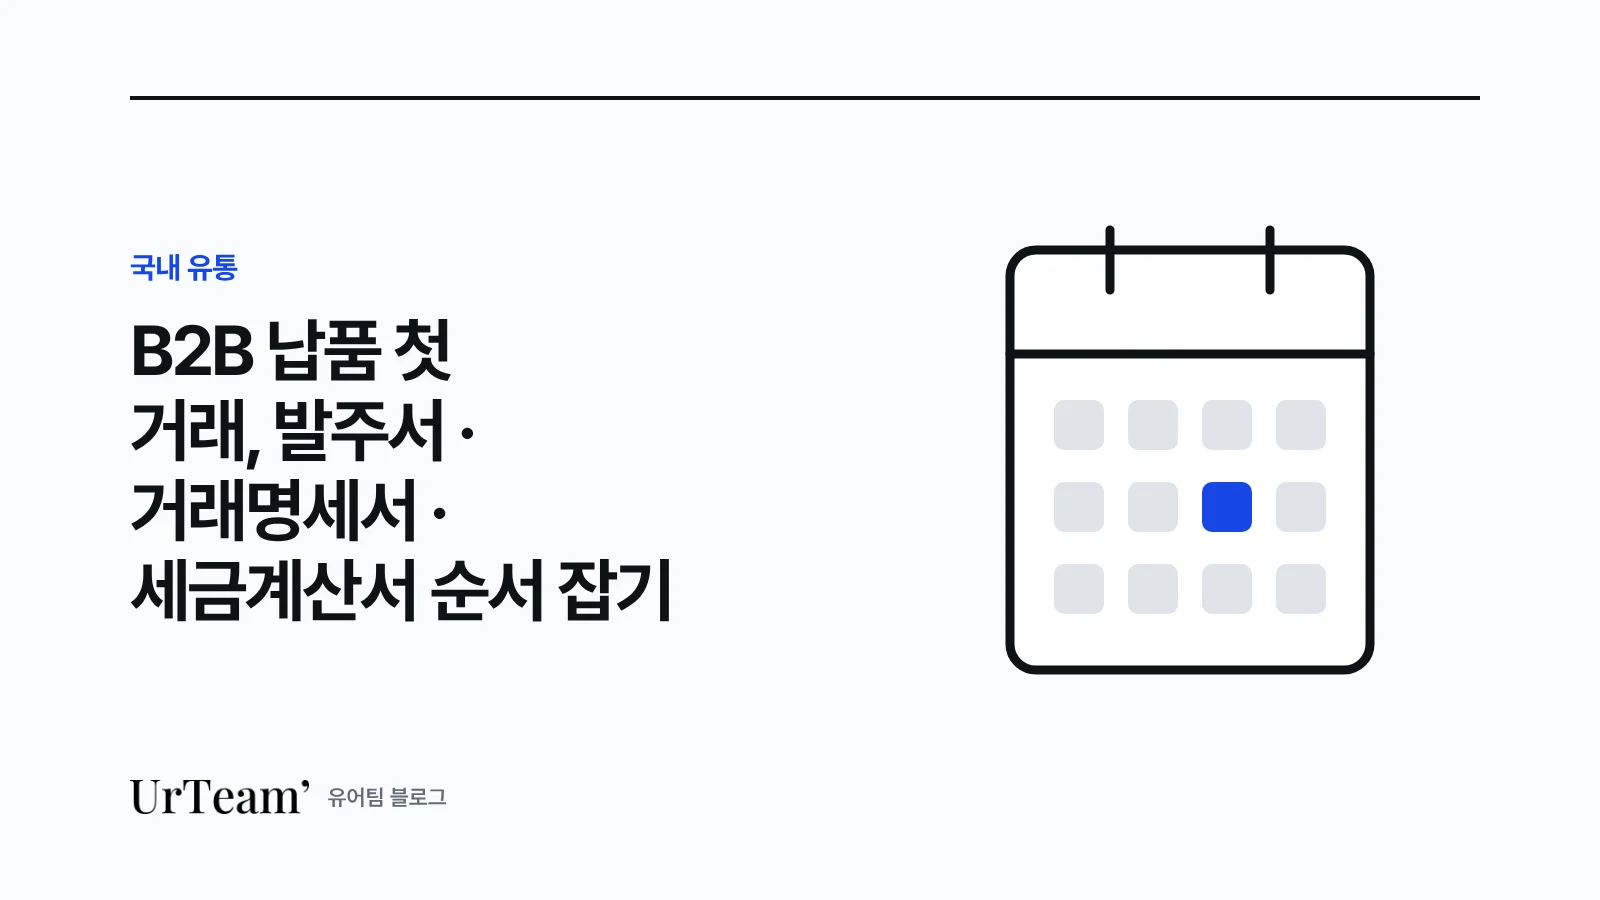 국내 유통
B2B 납품 첫
거래, 발주서 ·
거래명세서 ·
세금계산서 순서 잡기
UrTeam’ 유어팀 블로그